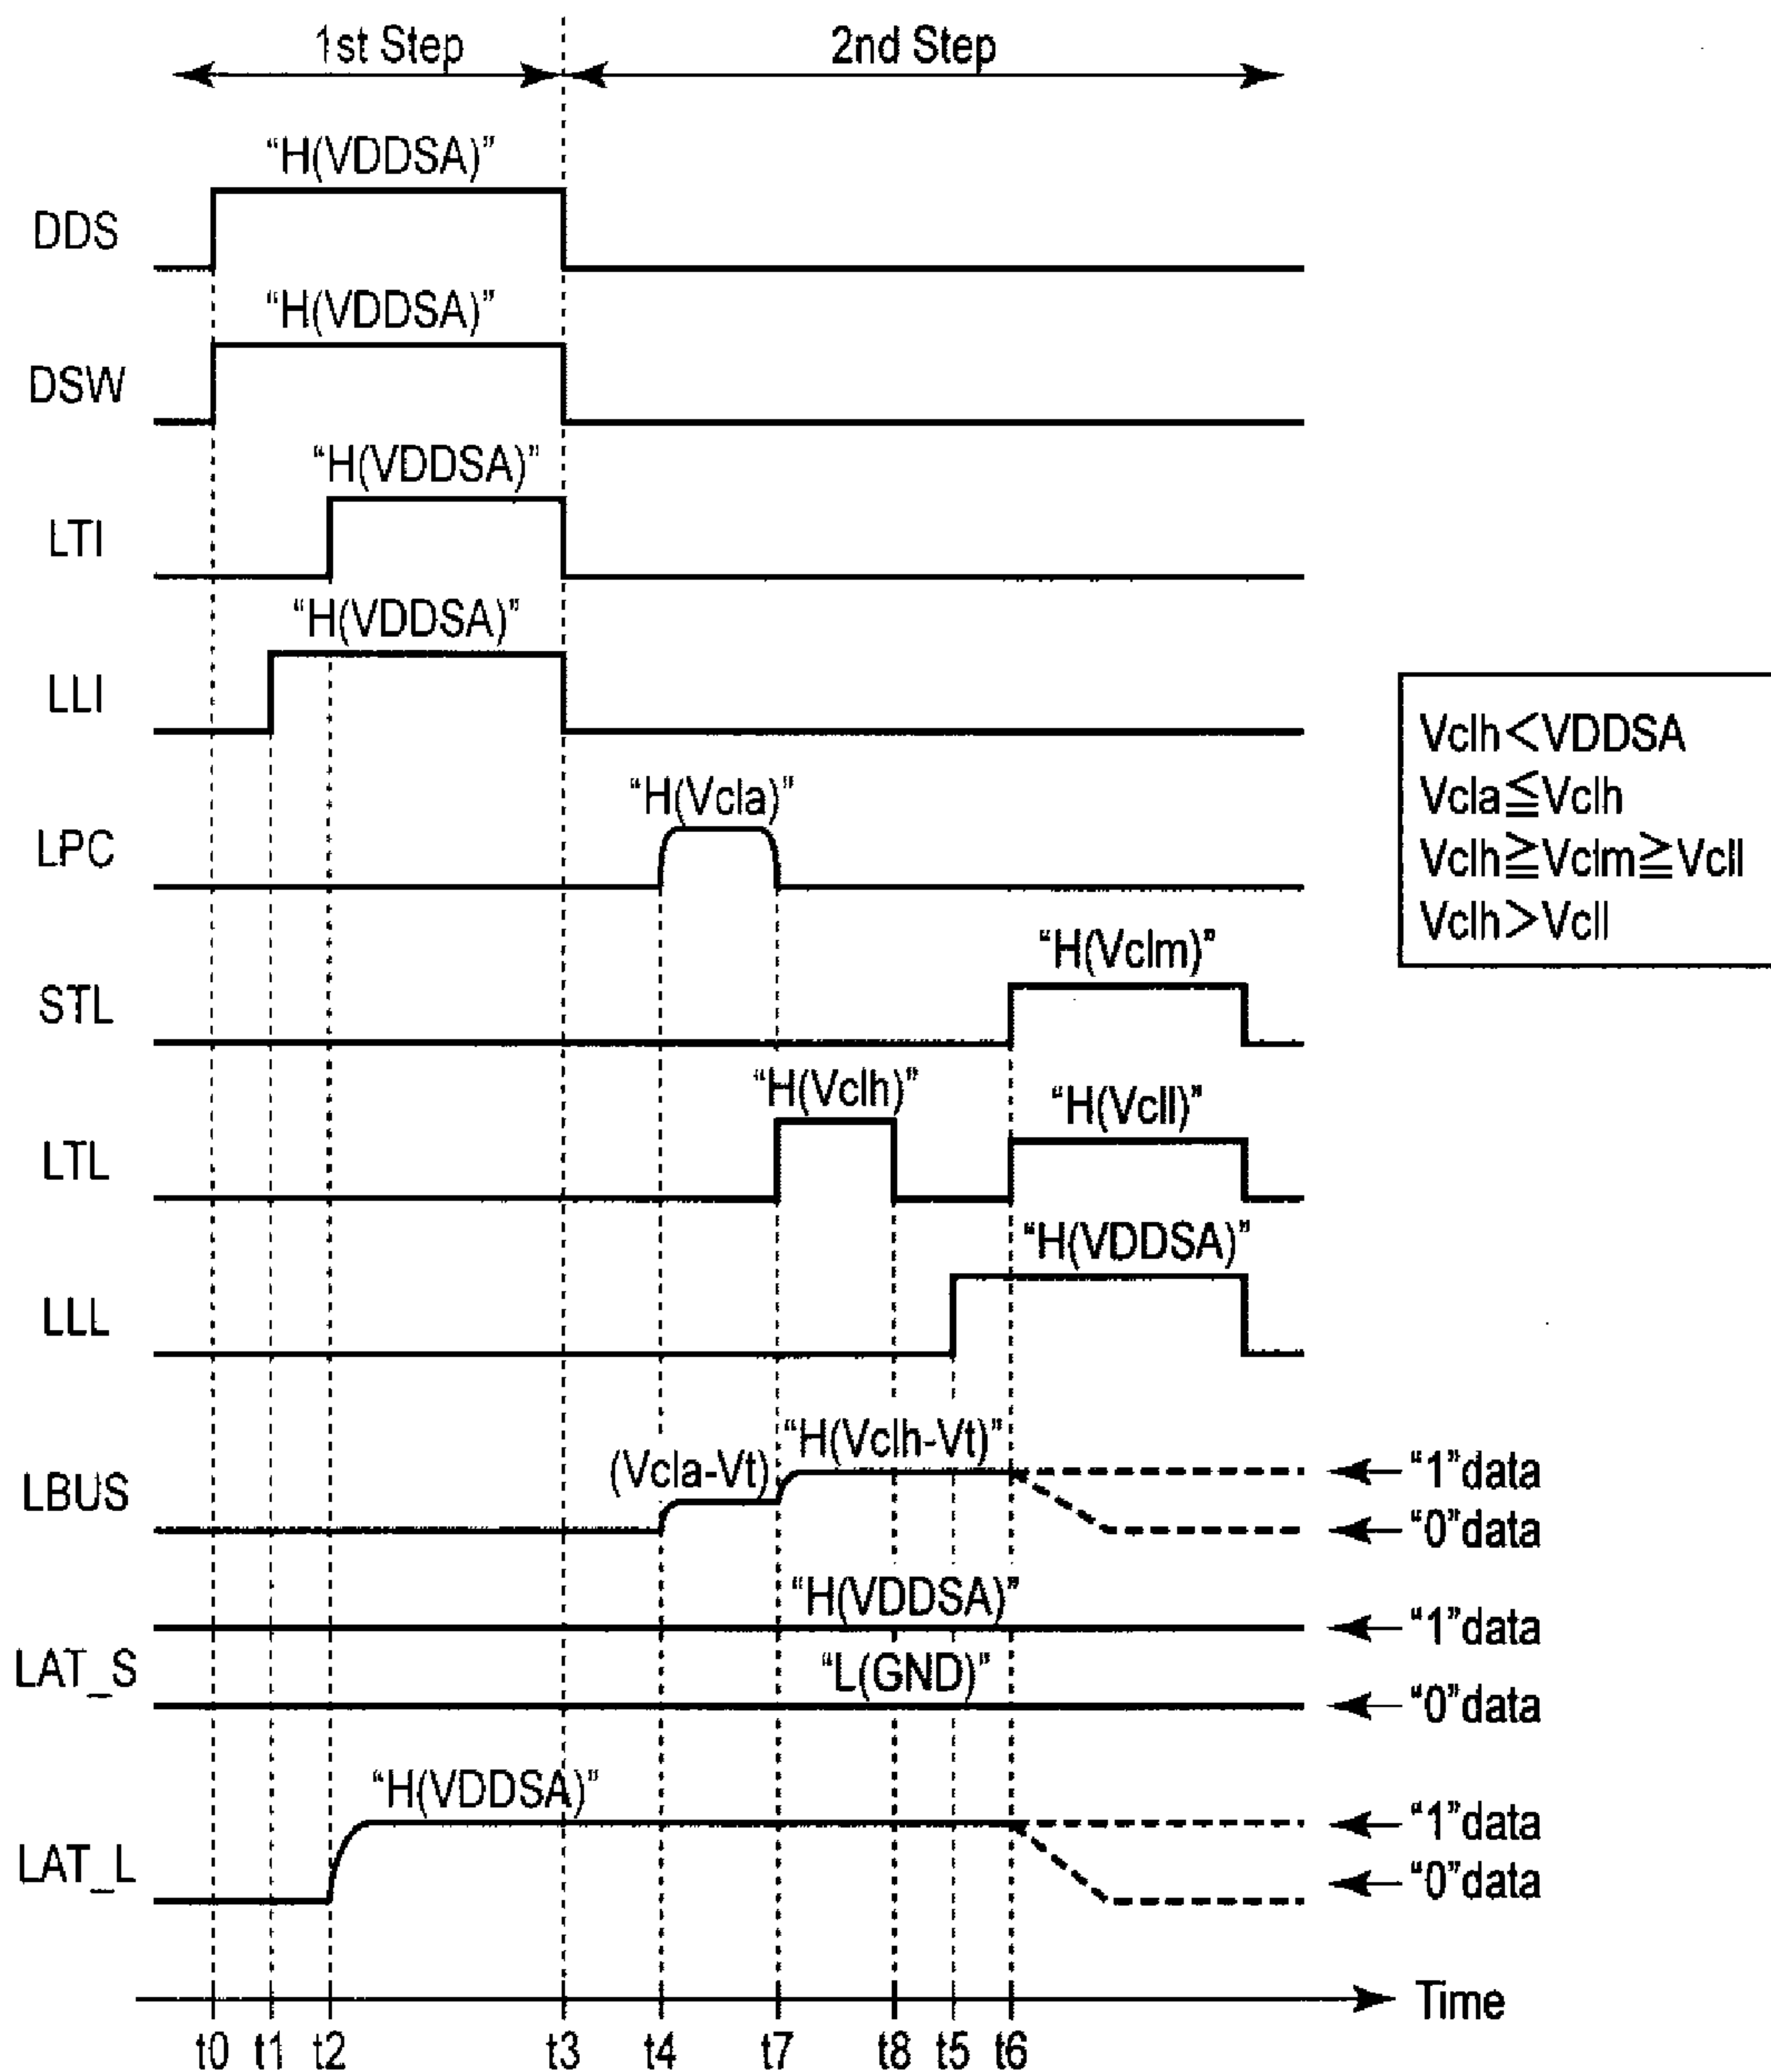 1st Step 2nd Step
"H(VDDSA)"
DDS
"H(VDDSA)"
DSW
"H(VDDSA)"
LTI
"H(VDDSA)"
LLI
Vclh<VDDSA
Vcla≦Vclh
Vclh≧Vclm≧Vcll
Vclh>Vcll
"H(Vcla)"
LPC
"H(Vclm)"
STL
"H(Vclh)" "H(Vcll)"
LTL
"H(VDDSA)"
LLL
(Vcla-Vt) "H(Vclh-Vt)"
LBUS
"1"data
"0"data
"H(VDDSA)"
"1"data
LAT_S
"L(GND)"
"0"data
"H(VDDSA)"
LAT_L
"1"data
"0"data
Time
t0 t1 t2 t3 t4 t7 t8 t5 t6